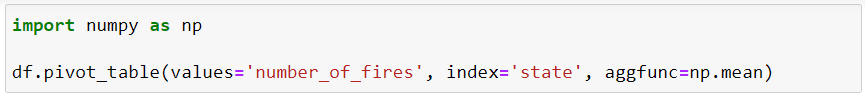 import numpy as np
df.pivot_table(values='number_of_fires', index='state', aggfunc=np.mean)